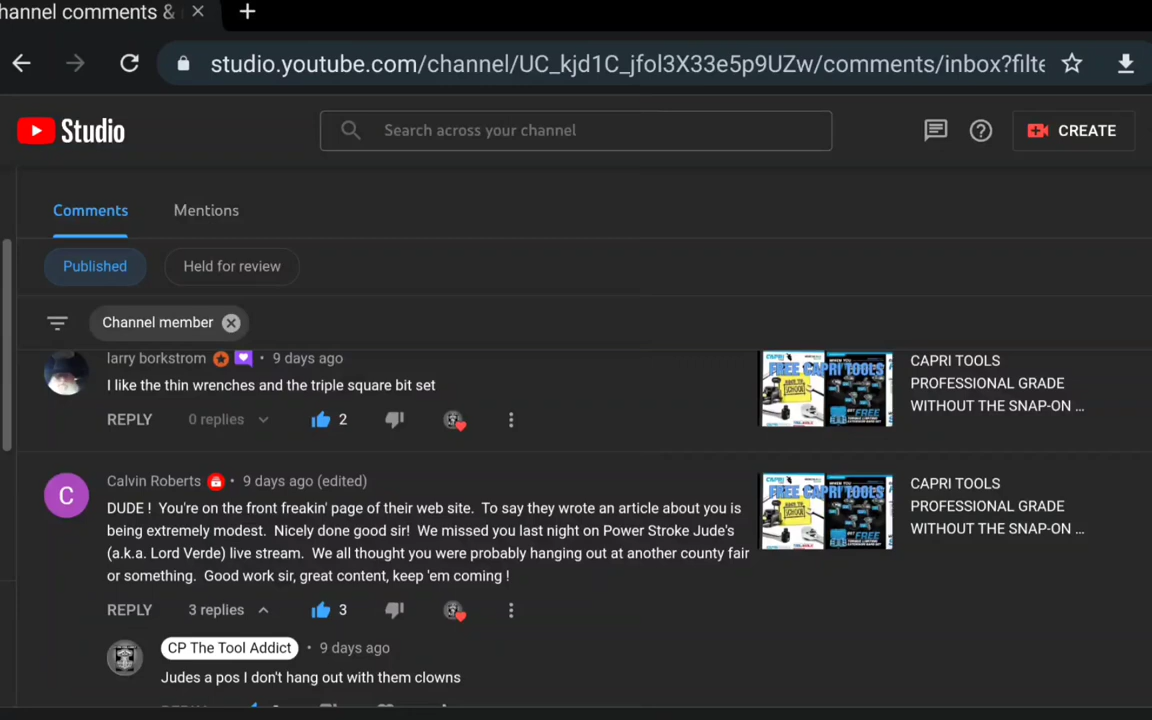 hannel comments &
studio.youtube.com/channel/UC_kjd1C_jfol3X33e5p9UZw/comments/inbox?filte
Studio
Search across your channel
CREATE
Comments
Mentions
Published
Held for review
Channel member
larry borkstrom • 9 days ago
I like the thin wrenches and the triple square bit set
REPLY 0 replies 2
FREE CAPRI TOOLS
CAPRI TOOLS
PROFESSIONAL GRADE
WITHOUT THE SNAP-ON ...
C
Calvin Roberts • 9 days ago (edited)
DUDE ! You're on the front freakin' page of their web site. To say they wrote an article about you is
being extremely modest. Nicely done good sir! We missed you last night on Power Stroke Jude's
(a.k.a. Lord Verde) live stream. We all thought you were probably hanging out at another county fair
or something. Good work sir, great content, keep 'em coming !
REPLY 3 replies 3
FREE CAPRI TOOLS
CAPRI TOOLS
PROFESSIONAL GRADE
WITHOUT THE SNAP-ON ...
CP The Tool Addict • 9 days ago
Judes a pos I don't hang out with them clowns